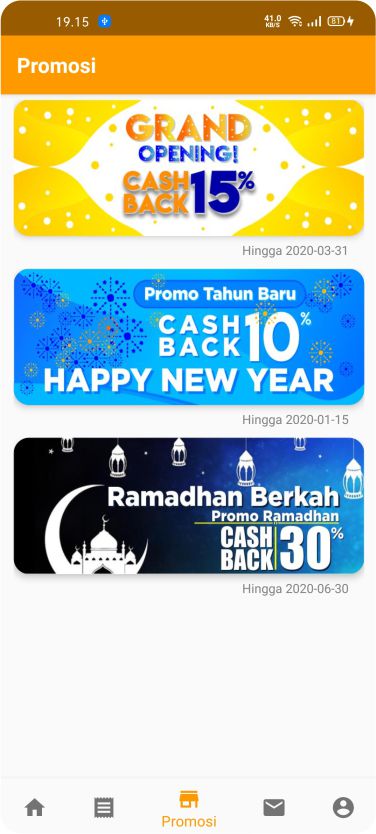 19.15
41.0
KB/S
81
Promosi
GRAND
OPENING!
CASH
BACK 15%
Hingga 2020-03-31
Promo Tahun Baru
CASH
BACK 10%
HAPPY NEW YEAR
Hingga 2020-01-15
Ramadhan Berkah
Promo Ramadhan
CASH
BACK 30%
Hingga 2020-06-30
Promosi